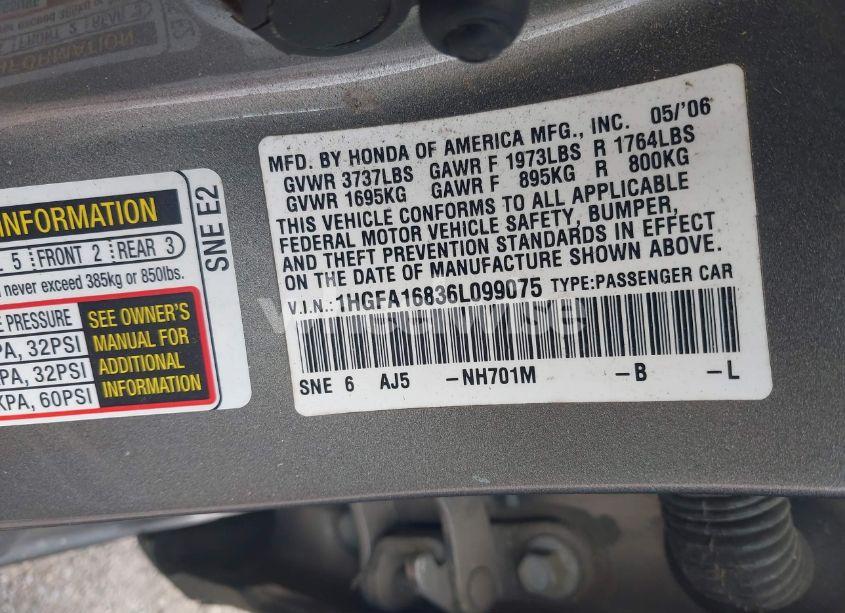 MFD. BY HONDA OF AMERICA MFG., INC. 05/'06
GVWR 3737LBS GAWR F 1973LBS R 1764LBS
GVWR 1695KG GAWR F 895KG R 800KG
THIS VEHICLE CONFORMS TO ALL APPLICABLE
FEDERAL MOTOR VEHICLE SAFETY, BUMPER,
AND THEFT PREVENTION STANDARDS IN EFFECT
ON THE DATE OF MANUFACTURE SHOWN ABOVE.
V.I.N.: 1HGFA16836L099075 TYPE:PASSENGER CAR
SNE 6 AJ5 -NH701M -B -L
INFORMATION
5 FRONT 2 REAR 3
never exceed 385kg or 850lbs.
PRESSURE
PA, 32PSI
PA, 32PSI
KPA, 60PSI
SEE OWNER'S
MANUAL FOR
ADDITIONAL
INFORMATION
SNE E2